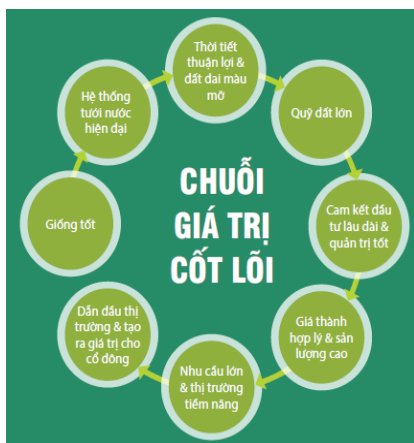 CHUỖI
GIÁ TRỊ
CỐT LÕI
Giống tốt
Hệ thống
tưới nước
hiện đại
Thời tiết
thuận lợi &
đất đai màu
mỡ
Quỹ đất lớn
Cam kết đầu
tư lâu dài &
quản trị tốt
Giá thành
hợp lý & sản
lượng cao
Nhu cầu lớn
& thị trường
tiềm năng
Dẫn đầu thị
trường & tạo
ra giá trị cho
cổ đông